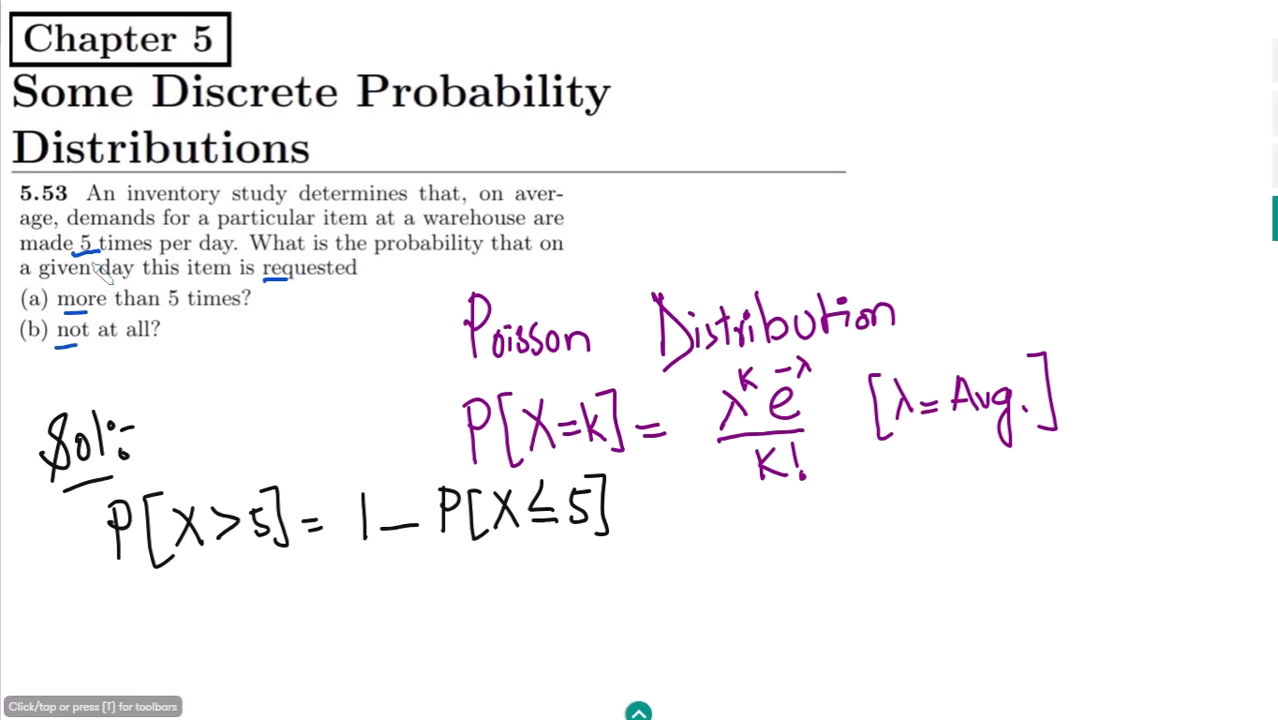 Chapter 5
Some Discrete Probability
Distributions
5.53 An inventory study determines that, on aver-
age, demands for a particular item at a warehouse are
made 5 times per day. What is the probability that on
a given day this item is requested
(a) more than 5 times?
(b) not at all?
Poisson Distribution
P[X=k] = λ^k e^-λ / k! [λ= Avg.]
Sol:-
P[X>5] = 1 - P[X≤5]
Click/tap or press (T) for toolbars